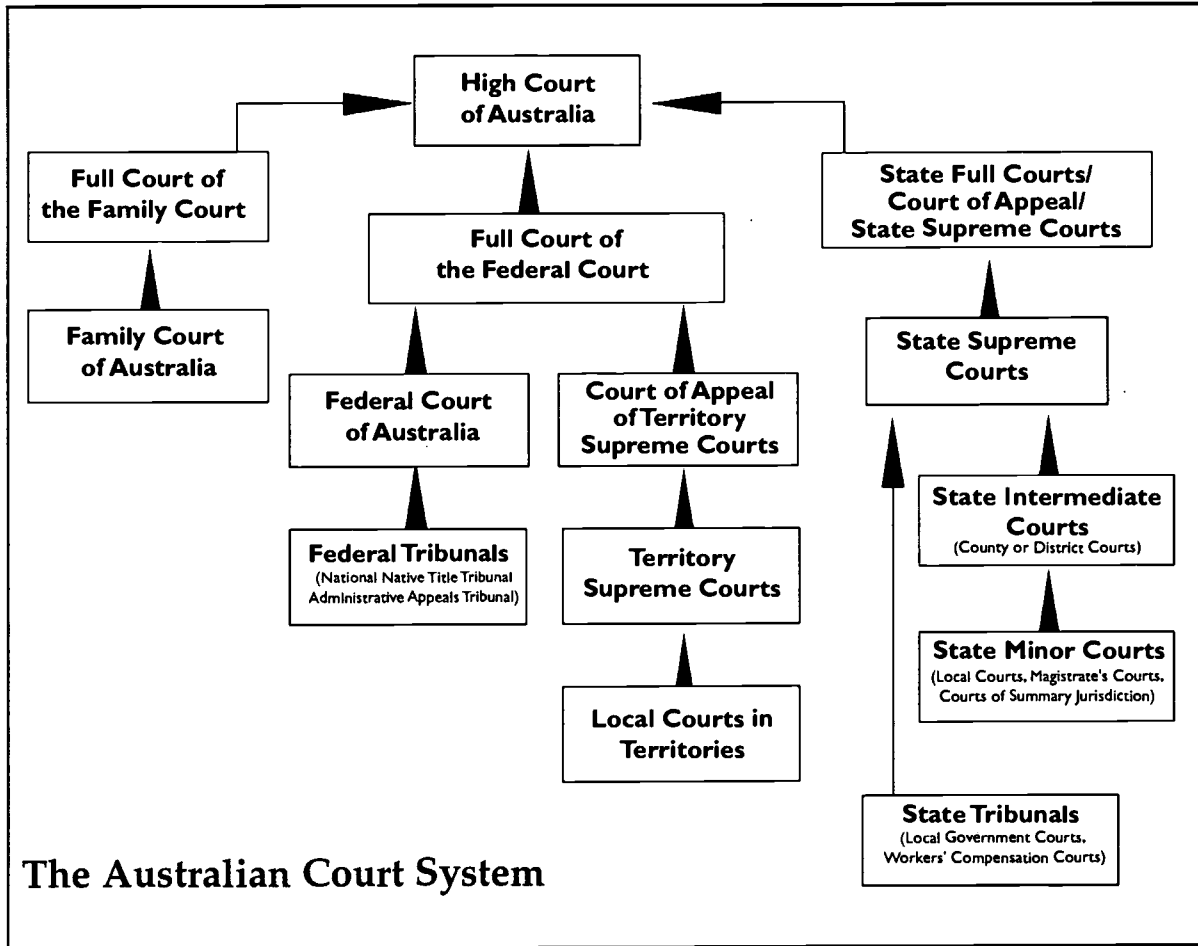 High Court
of Australia
Full Court of
the Family Court
State Full Courts/
Court of Appeal/
State Supreme Courts
Full Court of
the Federal Court
Family Court
of Australia
State Supreme
Courts
Federal Court
of Australia
Court of Appeal
of Territory
Supreme Courts
State Intermediate
Courts
(County or District Courts)
Federal Tribunals
(National Native Title Tribunal
Administrative Appeals Tribunal)
Territory
Supreme Courts
State Minor Courts
(Local Courts, Magistrate's Courts,
Courts of Summary Jurisdiction)
Local Courts in
Territories
State Tribunals
(Local Government Courts,
Workers' Compensation Courts)
The Australian Court System